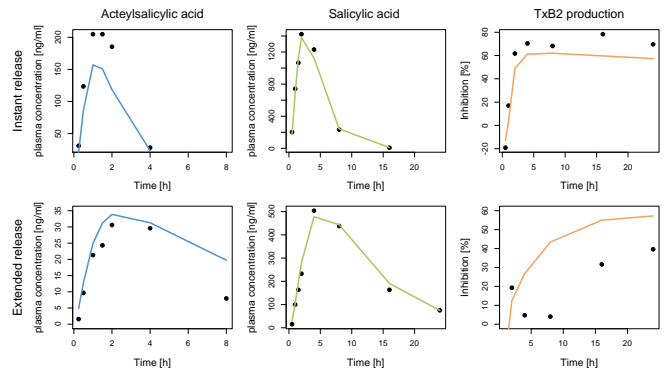 Acteylsalicylic acid
Salicylic acid
TxB2 production
Instant release
plasma concentration [ng/ml]
50 100 150 200
0 2 4 6 8
Time [h]
plasma concentration [ng/ml]
0 200 600 1000 1400
0 5 10 15 20
Time [h]
Inhibition [%]
-20 0 20 40 60 80
0 5 10 15 20
Time [h]
Extended release
plasma concentration [ng/ml]
0 5 10 15 20 25 30 35
0 2 4 6 8
Time [h]
plasma concentration [ng/ml]
0 100 200 300 400 500
0 5 10 15 20
Time [h]
Inhibition [%]
0 10 20 30 40 50 60
0 5 10 15 20
Time [h]